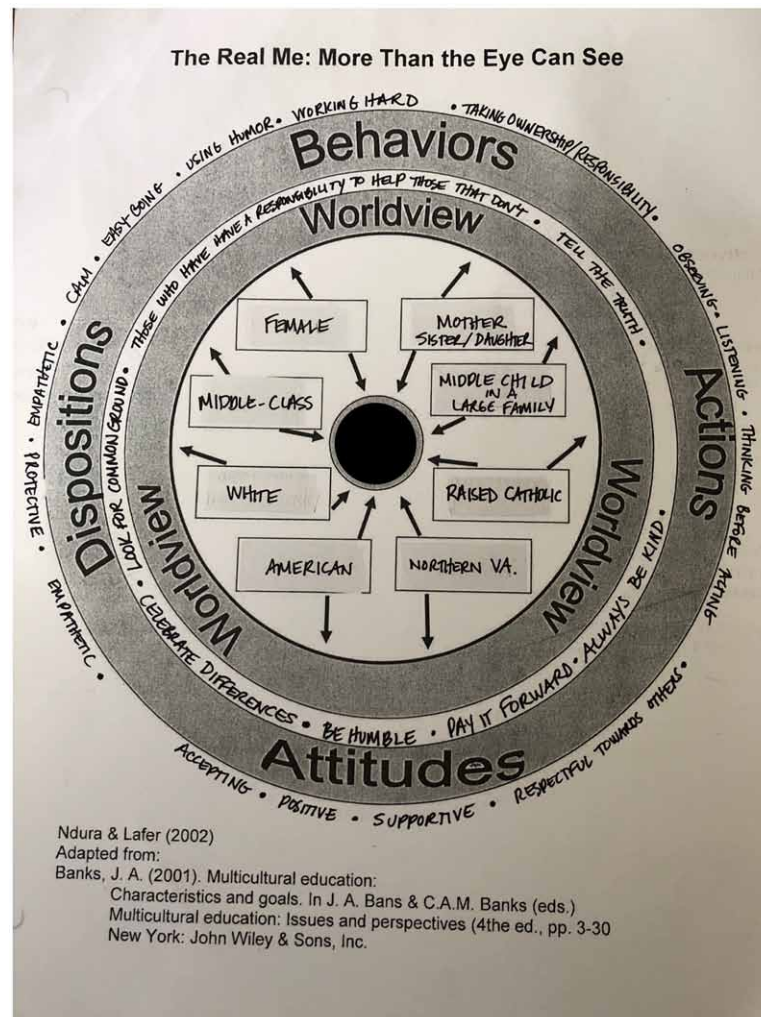 The Real Me: More Than the Eye Can See
• USING HUMOR • WORKING HARD
• TAKING OWNERSHIP/RESPONSIBILITY •
OBSERVING • LISTENING • THINKING BEFORE ACTING
PROTECTIVE • EMPATHETIC • CALM • EASY GOING
EMPATHETIC •
Behaviors
Dispositions
Actions
Attitudes
LOOK FOR COMMON GROUND • THOSE WHO HAVE HAVE A RESPONSIBILITY TO HELP THOSE THAT DON'T • TELL THE TRUTH •
• CELEBRATE DIFFERENCES • BE HUMBLE • PAY IT FORWARD • ALWAYS BE KIND •
Worldview
Worldview
Worldview
FEMALE
MOTHER
SISTER/DAUGHTER
MIDDLE-CLASS
MIDDLE CHILD
IN A
LARGE FAMILY
WHITE
RAISED CATHOLIC
AMERICAN
NORTHERN VA.
ACCEPTING • POSITIVE • SUPPORTIVE • RESPECTFUL TOWARDS OTHERS •
Ndura & Lafer (2002)
Adapted from:
Banks, J. A. (2001). Multicultural education:
Characteristics and goals. In J. A. Bans & C.A.M. Banks (eds.)
Multicultural education: Issues and perspectives (4the ed., pp. 3-30
New York: John Wiley & Sons, Inc.